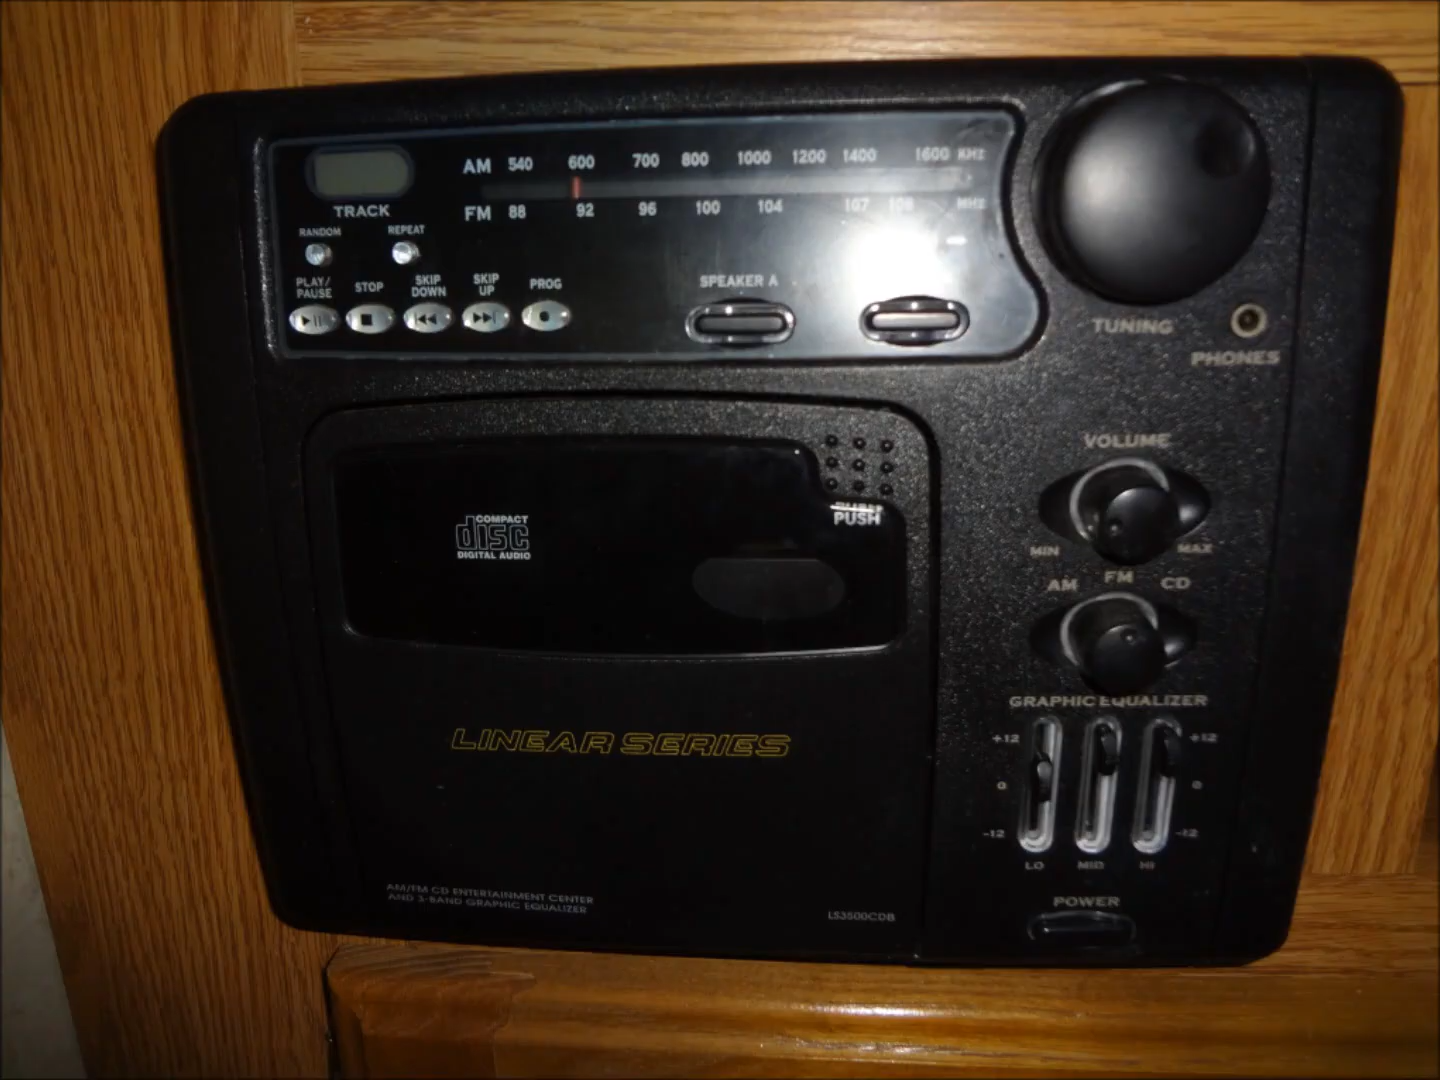 AM 540 600 700 800 1000 1200 1400 1600 KHz
TRACK
FM 88 92 96 100 104 107 108 MHz
RANDOM REPEAT
PLAY/
PAUSE
STOP
SKIP
DOWN
SKIP
UP
PROG
SPEAKER A
TUNING
PHONES
VOLUME
MIN MAX
COMPACT
disc
DIGITAL AUDIO
PUSH
AM FM CD
GRAPHIC EQUALIZER
+12 +12
0 0
-12 -12
LO MID HI
LINEAR SERIES
AM/FM CD ENTERTAINMENT CENTER
AND 3-BAND GRAPHIC EQUALIZER
LS3500CDB
POWER